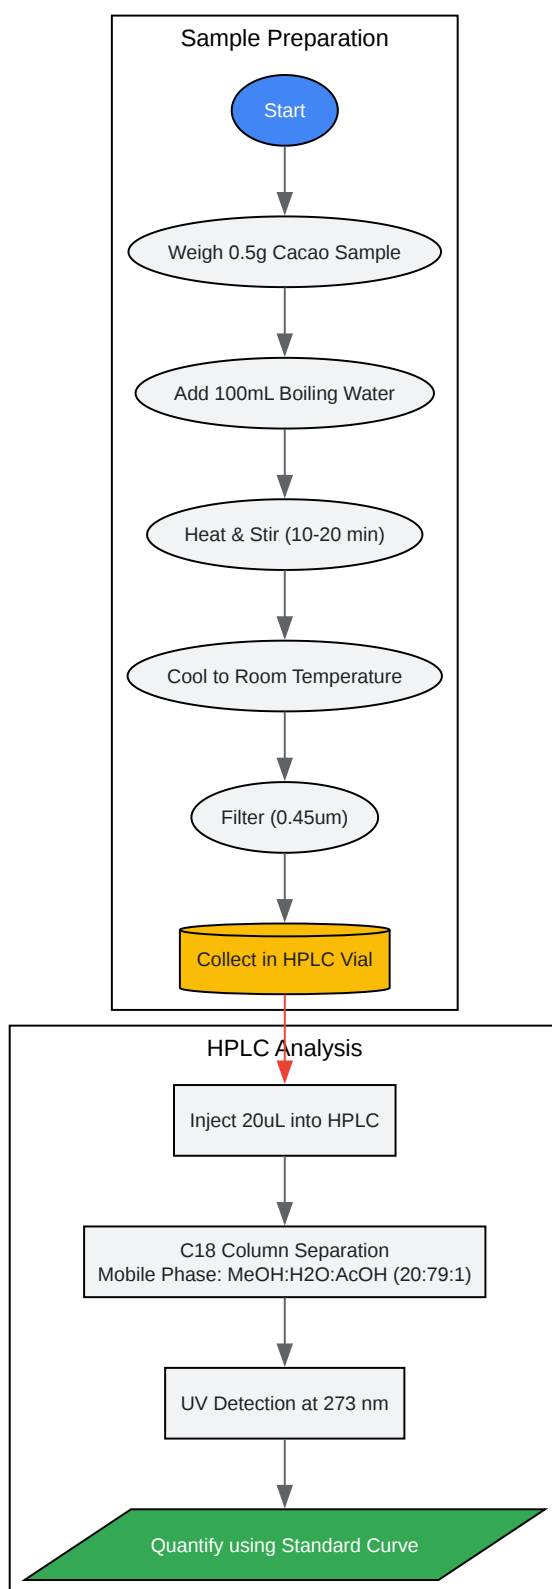 Sample Preparation
Start
Weigh 0.5g Cacao Sample
Add 100mL Boiling Water
Heat & Stir (10-20 min)
Cool to Room Temperature
Filter (0.45um)
Collect in HPLC Vial
HPLC Analysis
Inject 20uL into HPLC
C18 Column Separation
Mobile Phase: MeOH:H2O:AcOH (20:79:1)
UV Detection at 273 nm
Quantify using Standard Curve